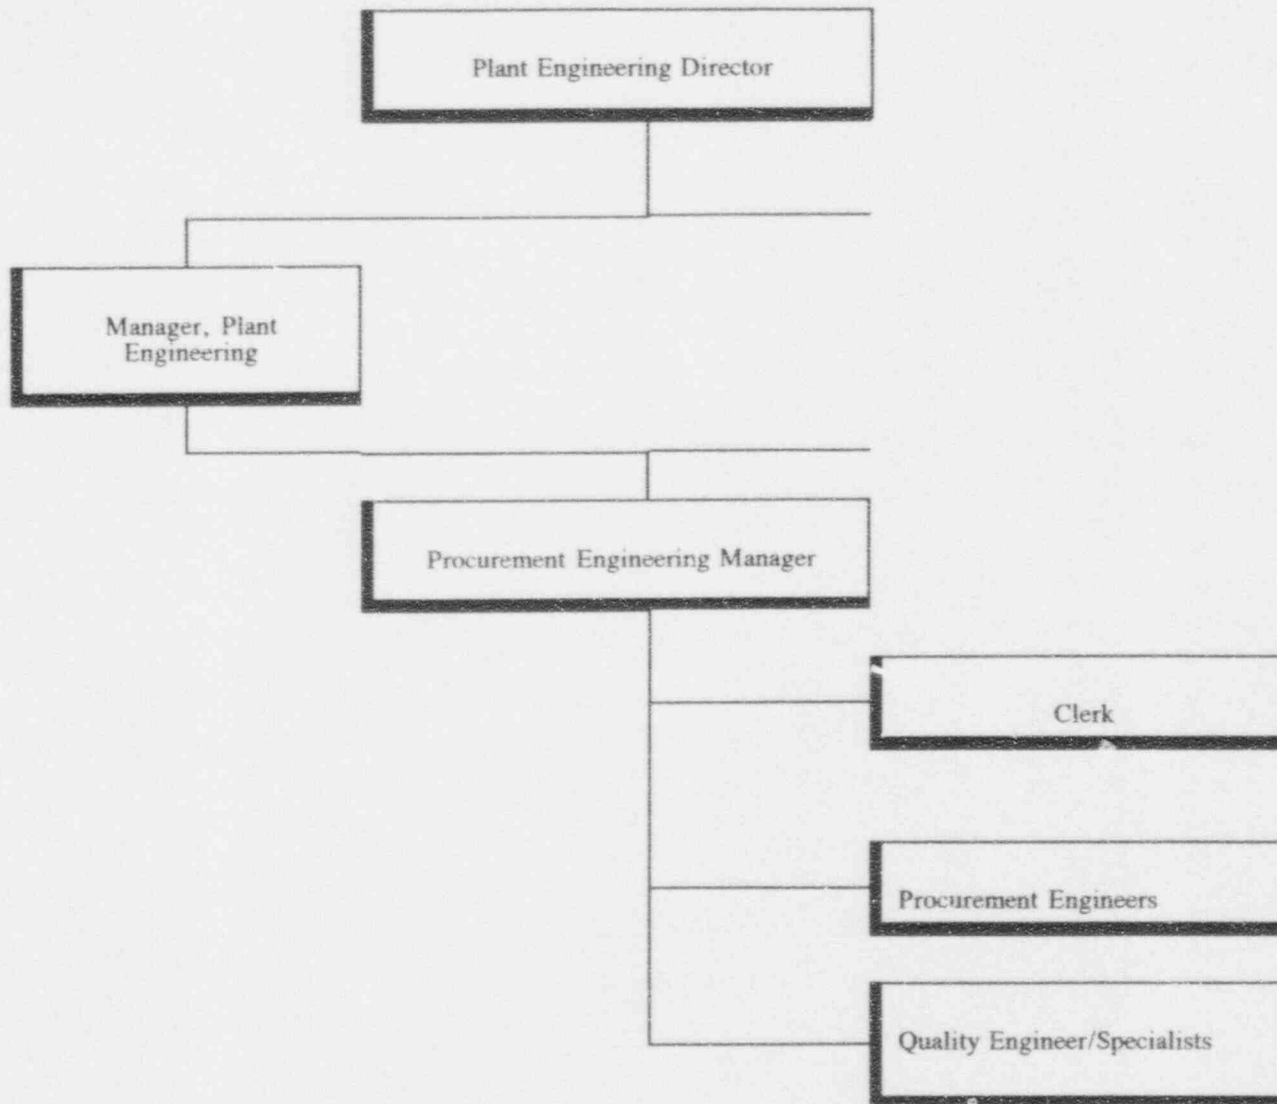 Plant Engineering Director
Manager, Plant
Engineering
Procurement Engineering Manager
Clerk
Procurement Engineers
Quality Engineer/Specialists